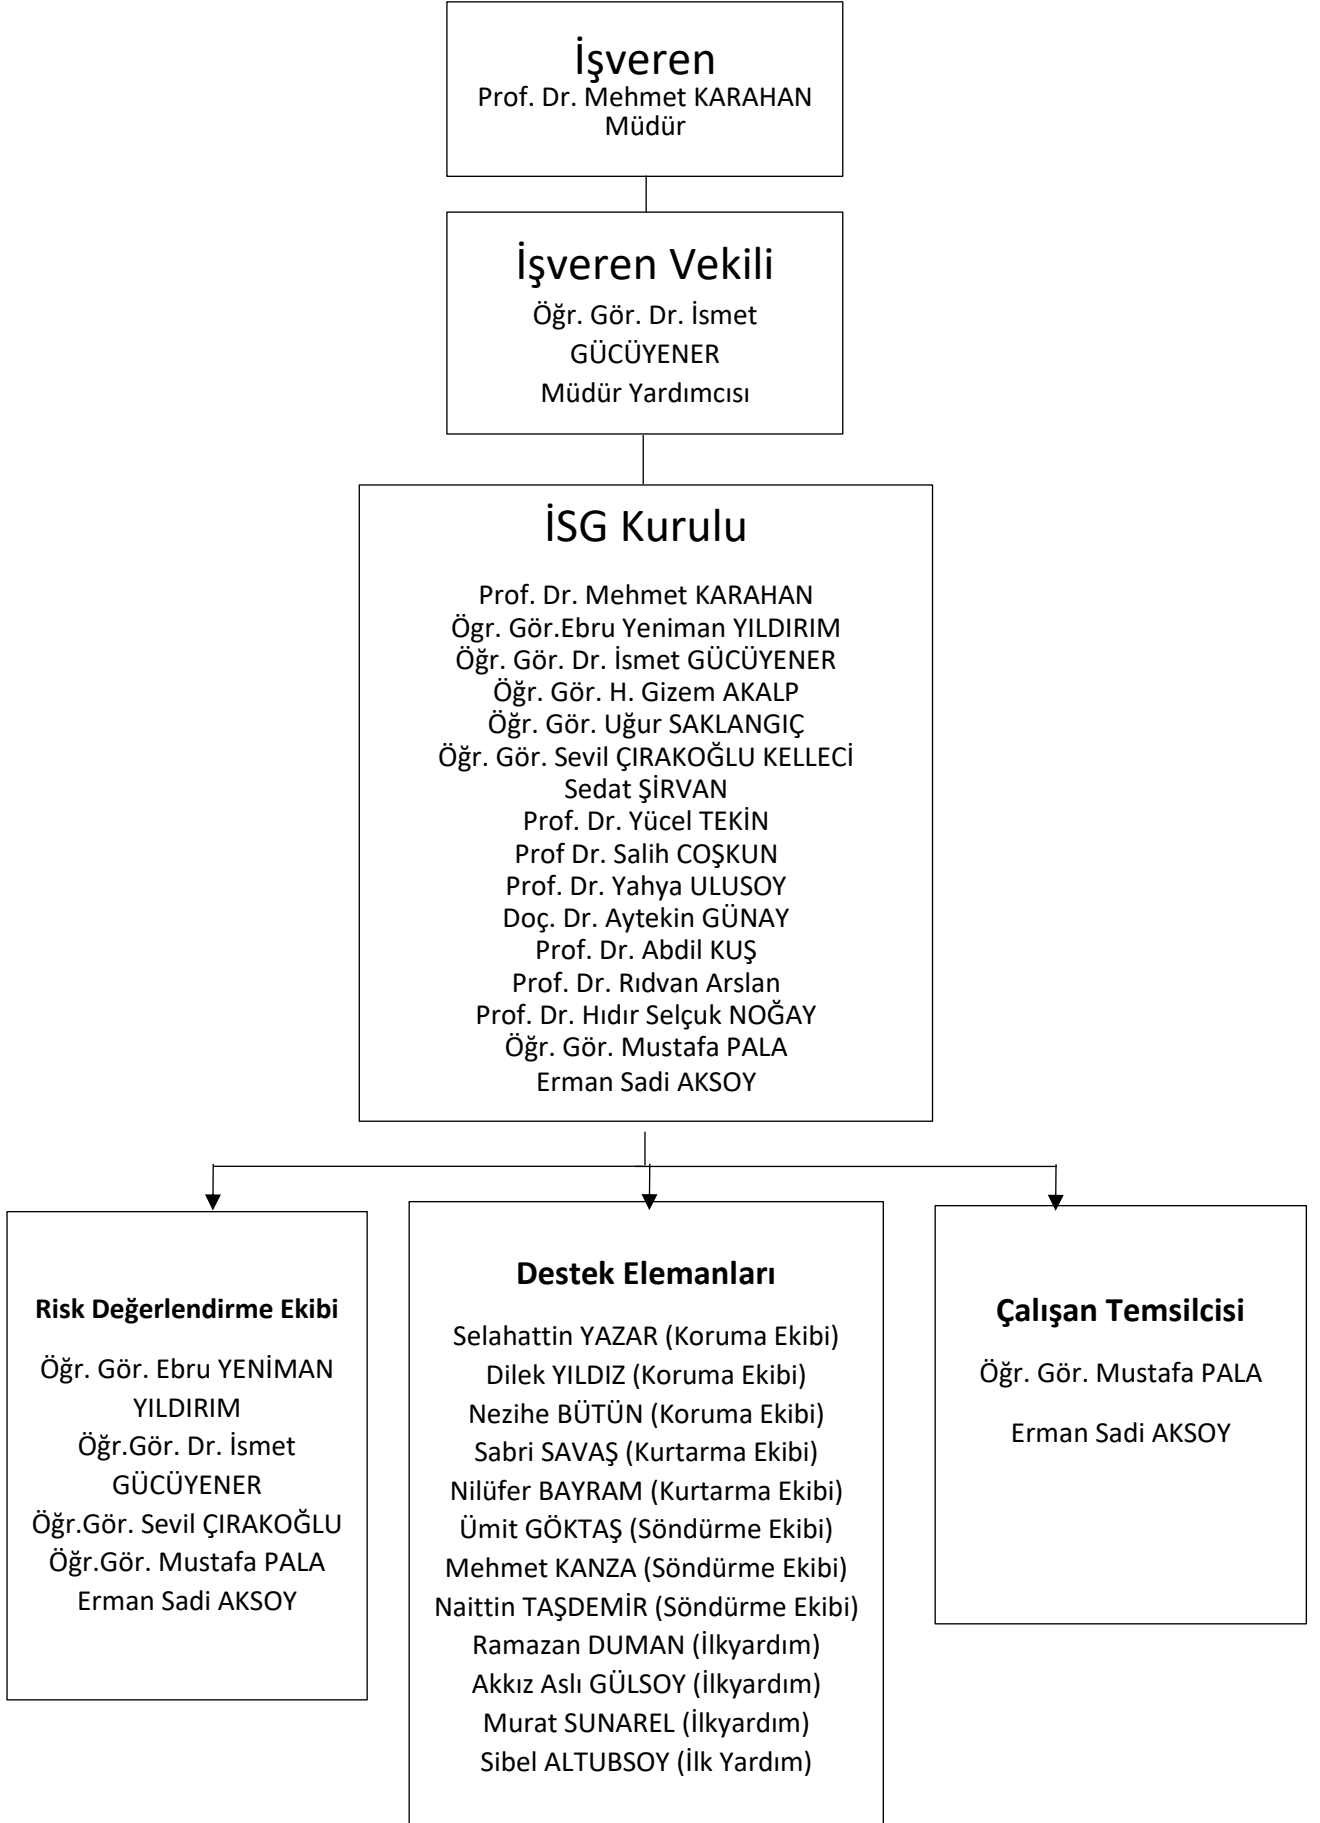 İşveren
Prof. Dr. Mehmet KARAHAN
Müdür
İşveren Vekili
Öğr. Gör. Dr. İsmet
GÜCÜYENER
Müdür Yardımcısı
İSG Kurulu
Prof. Dr. Mehmet KARAHAN
Ögr. Gör.Ebru Yeniman YILDIRIM
Öğr. Gör. Dr. İsmet GÜCÜYENER
Öğr. Gör. H. Gizem AKALP
Öğr. Gör. Uğur SAKLANGIÇ
Öğr. Gör. Sevil ÇIRAKOĞLU KELLECİ
Sedat ŞİRVAN
Prof. Dr. Yücel TEKİN
Prof Dr. Salih COŞKUN
Prof. Dr. Yahya ULUSOY
Doç. Dr. Aytekin GÜNAY
Prof. Dr. Abdil KUŞ
Prof. Dr. Rıdvan Arslan
Prof. Dr. Hıdır Selçuk NOĞAY
Öğr. Gör. Mustafa PALA
Erman Sadi AKSOY
Risk Değerlendirme Ekibi
Öğr. Gör. Ebru YENİMAN
YILDIRIM
Öğr.Gör. Dr. İsmet
GÜCÜYENER
Öğr.Gör. Sevil ÇIRAKOĞLU
Öğr.Gör. Mustafa PALA
Erman Sadi AKSOY
Destek Elemanları
Selahattin YAZAR (Koruma Ekibi)
Dilek YILDIZ (Koruma Ekibi)
Nezihe BÜTÜN (Koruma Ekibi)
Sabri SAVAŞ (Kurtarma Ekibi)
Nilüfer BAYRAM (Kurtarma Ekibi)
Ümit GÖKTAŞ (Söndürme Ekibi)
Mehmet KANZA (Söndürme Ekibi)
Naittin TAŞDEMİR (Söndürme Ekibi)
Ramazan DUMAN (İlkyardım)
Akkız Aslı GÜLSOY (İlkyardım)
Murat SUNAREL (İlkyardım)
Sibel ALTUBSOY (İlk Yardım)
Çalışan Temsilcisi
Öğr. Gör. Mustafa PALA
Erman Sadi AKSOY